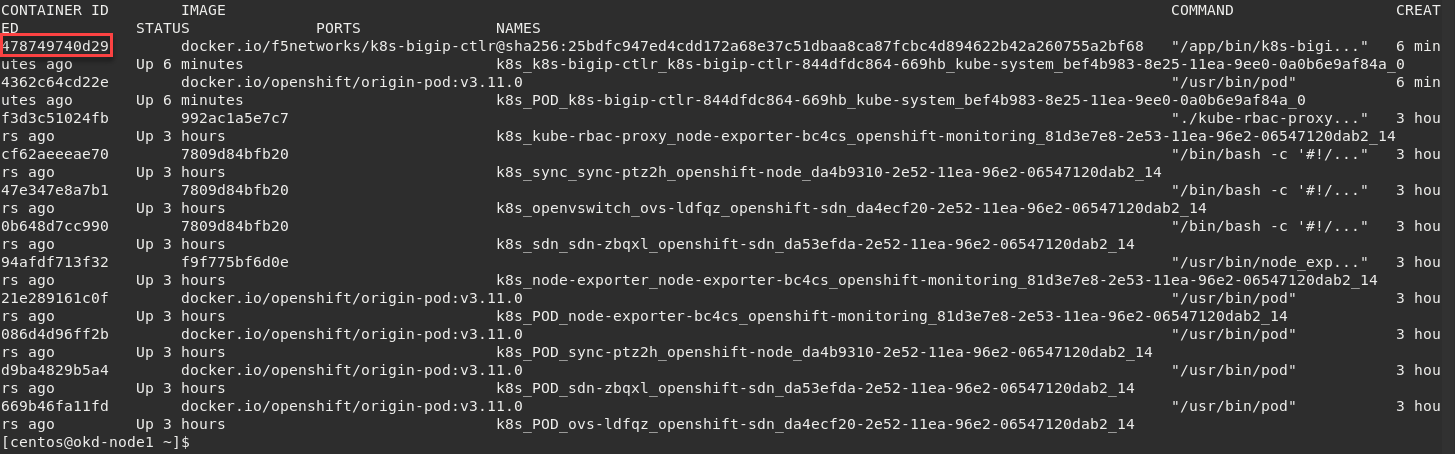 CONTAINER ID        IMAGE                                                                                                         COMMAND                  CREAT
ED             STATUS              PORTS               NAMES
478749740d29        docker.io/f5networks/k8s-bigip-ctlr@sha256:25bdfc947ed4cdd172a68e37c51dbaa8ca87fcbc4d894622b42a260755a2bf68   "/app/bin/k8s-bigi..."   6 min
utes ago       Up 6 minutes                            k8s_k8s-bigip-ctlr_k8s-bigip-ctlr-844dfdc864-669hb_kube-system_bef4b983-8e25-11ea-9ee0-0a0b6e9af84a_0
4362c64cd22e        docker.io/openshift/origin-pod:v3.11.0                                                                        "/usr/bin/pod"           6 min
utes ago       Up 6 minutes                            k8s_POD_k8s-bigip-ctlr-844dfdc864-669hb_kube-system_bef4b983-8e25-11ea-9ee0-0a0b6e9af84a_0
f3d3c51024fb        992ac1a5e7c7                                                                                                  "./kube-rbac-proxy..."   3 hou
rs ago         Up 3 hours                              k8s_kube-rbac-proxy_node-exporter-bc4cs_openshift-monitoring_81d3e7e8-2e53-11ea-96e2-06547120dab2_14
cf62aeeeae70        7809d84bfb20                                                                                                  "/bin/bash -c '#!/..."   3 hou
rs ago         Up 3 hours                              k8s_sync_sync-ptz2h_openshift-node_da4b9310-2e52-11ea-96e2-06547120dab2_14
47e347e8a7b1        7809d84bfb20                                                                                                  "/bin/bash -c '#!/..."   3 hou
rs ago         Up 3 hours                              k8s_openvswitch_ovs-ldfqz_openshift-sdn_da4ecf20-2e52-11ea-96e2-06547120dab2_14
0b648d7cc990        7809d84bfb20                                                                                                  "/bin/bash -c '#!/..."   3 hou
rs ago         Up 3 hours                              k8s_sdn_sdn-zbqxl_openshift-sdn_da53efda-2e52-11ea-96e2-06547120dab2_14
94afdf713f32        f9f775bf6d0e                                                                                                  "/usr/bin/node_exp..."   3 hou
rs ago         Up 3 hours                              k8s_node-exporter_node-exporter-bc4cs_openshift-monitoring_81d3e7e8-2e53-11ea-96e2-06547120dab2_14
21e289161c0f        docker.io/openshift/origin-pod:v3.11.0                                                                        "/usr/bin/pod"           3 hou
rs ago         Up 3 hours                              k8s_POD_node-exporter-bc4cs_openshift-monitoring_81d3e7e8-2e53-11ea-96e2-06547120dab2_14
086d4d96ff2b        docker.io/openshift/origin-pod:v3.11.0                                                                        "/usr/bin/pod"           3 hou
rs ago         Up 3 hours                              k8s_POD_sync-ptz2h_openshift-node_da4b9310-2e52-11ea-96e2-06547120dab2_14
d9ba4829b5a4        docker.io/openshift/origin-pod:v3.11.0                                                                        "/usr/bin/pod"           3 hou
rs ago         Up 3 hours                              k8s_POD_sdn-zbqxl_openshift-sdn_da53efda-2e52-11ea-96e2-06547120dab2_14
669b46fa11fd        docker.io/openshift/origin-pod:v3.11.0                                                                        "/usr/bin/pod"           3 hou
rs ago         Up 3 hours                              k8s_POD_ovs-ldfqz_openshift-sdn_da4ecf20-2e52-11ea-96e2-06547120dab2_14
[centos@okd-node1 ~]$